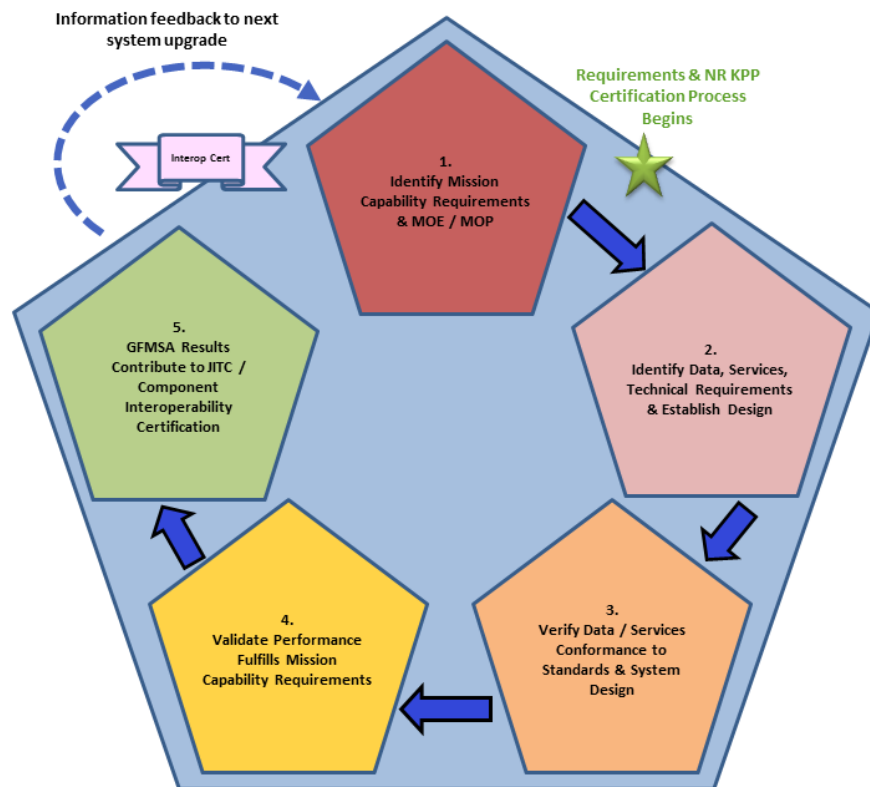 Information feedback to next
system upgrade
Requirements & NR KPP
Certification Process
Begins
Interop Cert
1.
Identify Mission
Capability Requirements
& MOE / MOP
2.
Identify Data, Services,
Technical Requirements
& Establish Design
3.
Verify Data / Services
Conformance to
Standards & System
Design
4.
Validate Performance
Fulfills Mission
Capability Requirements
5.
GFMSA Results
Contribute to JITC /
Component
Interoperability
Certification